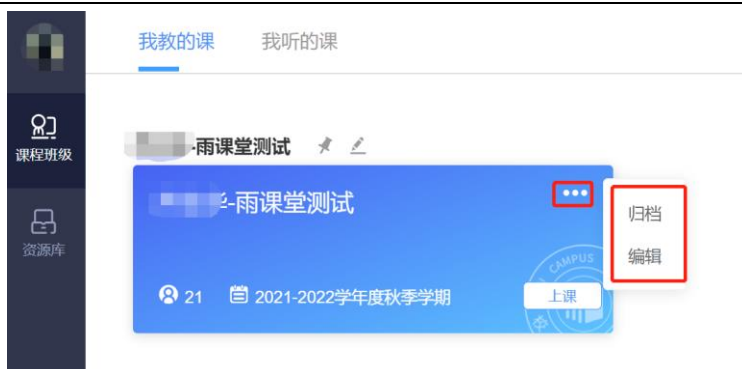 我教的课 我听的课
课程班级
-雨课堂测试
-雨课堂测试
归档
资源库
编辑
CAMPUS
21 2021-2022学年度秋季学期 上课